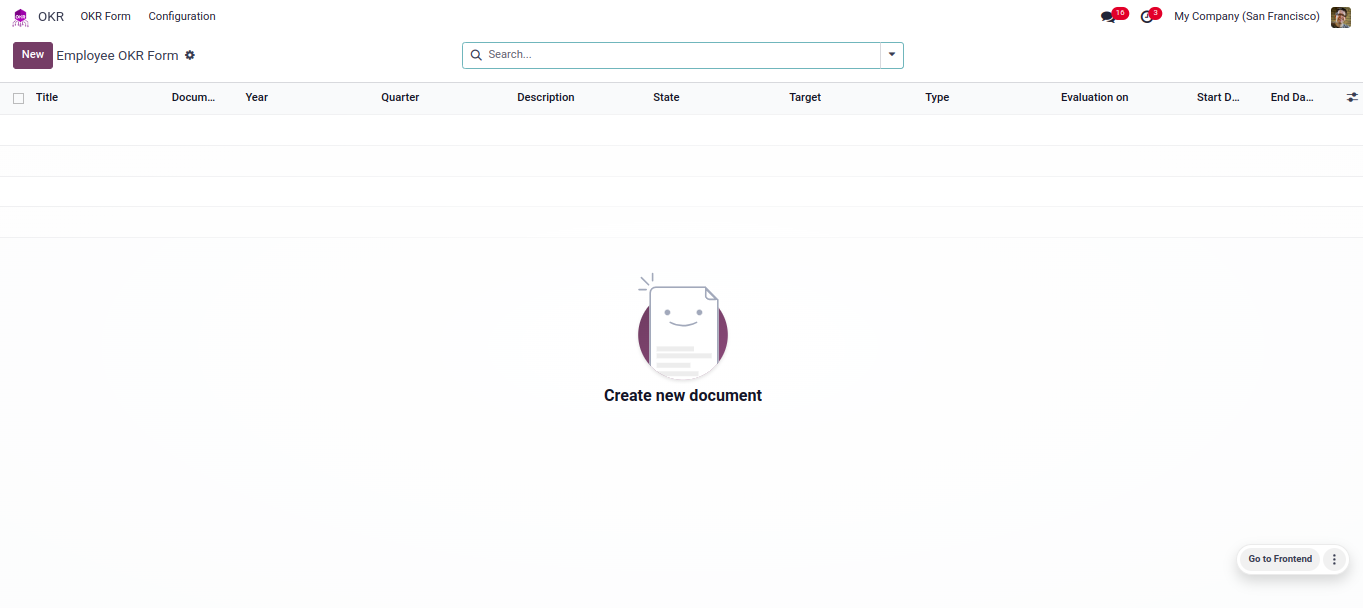 OKR OKR Form Configuration 16 3 My Company (San Francisco)
New Employee OKR Form Search...
Title Docum... Year Quarter Description State Target Type Evaluation on Start D... End Da...
Create new document
Go to Frontend